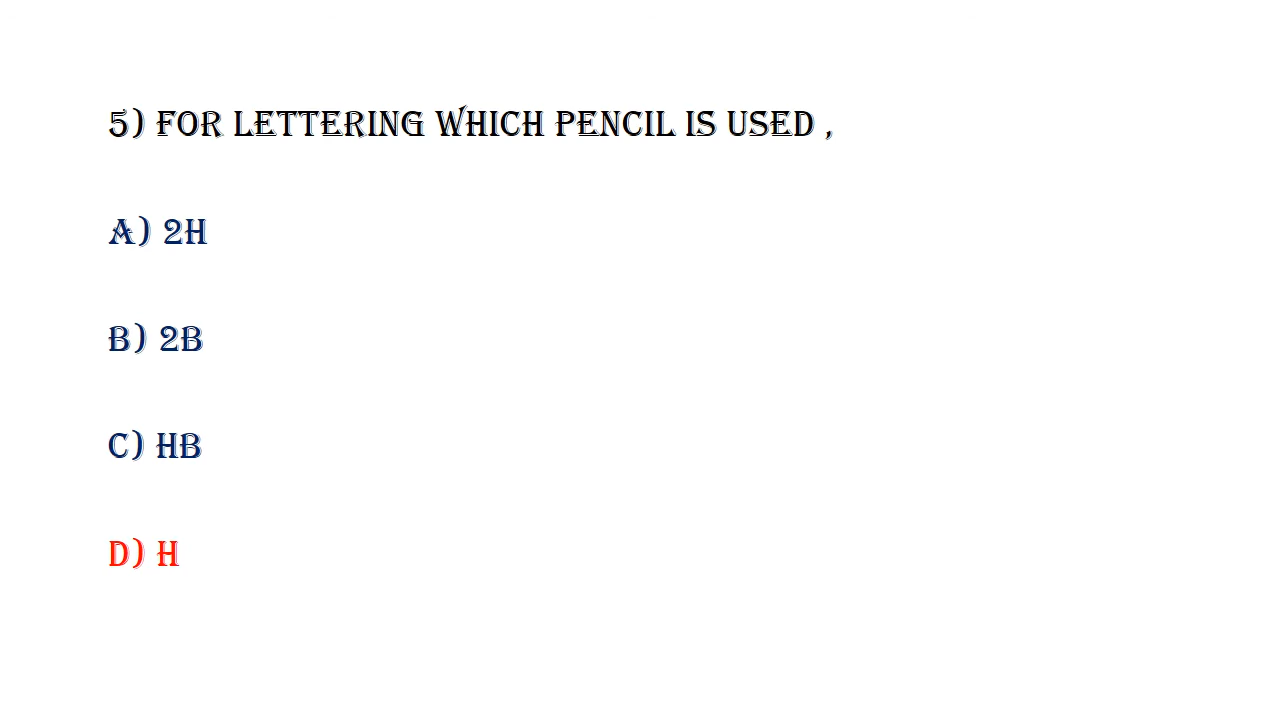 5) FOR LETTERING WHICH PENCIL IS USED ,
A) 2H
B) 2B
C) HB
D) H